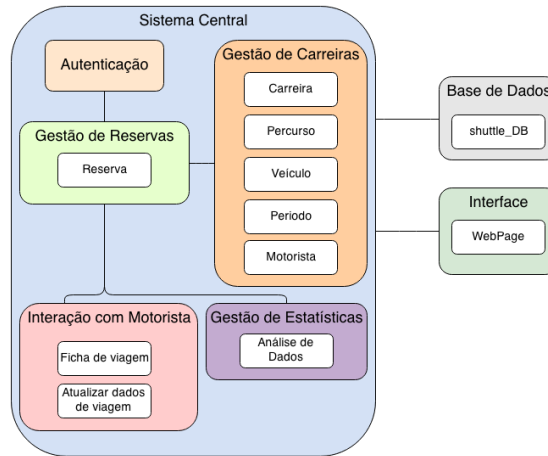 Sistema Central
Autenticação
Gestão de Carreiras
Carreira
Percurso
Veículo
Periodo
Motorista
Gestão de Reservas
Reserva
Interação com Motorista
Ficha de viagem
Atualizar dados
de viagem
Gestão de Estatísticas
Análise de
Dados
Base de Dados
shuttle_DB
Interface
WebPage